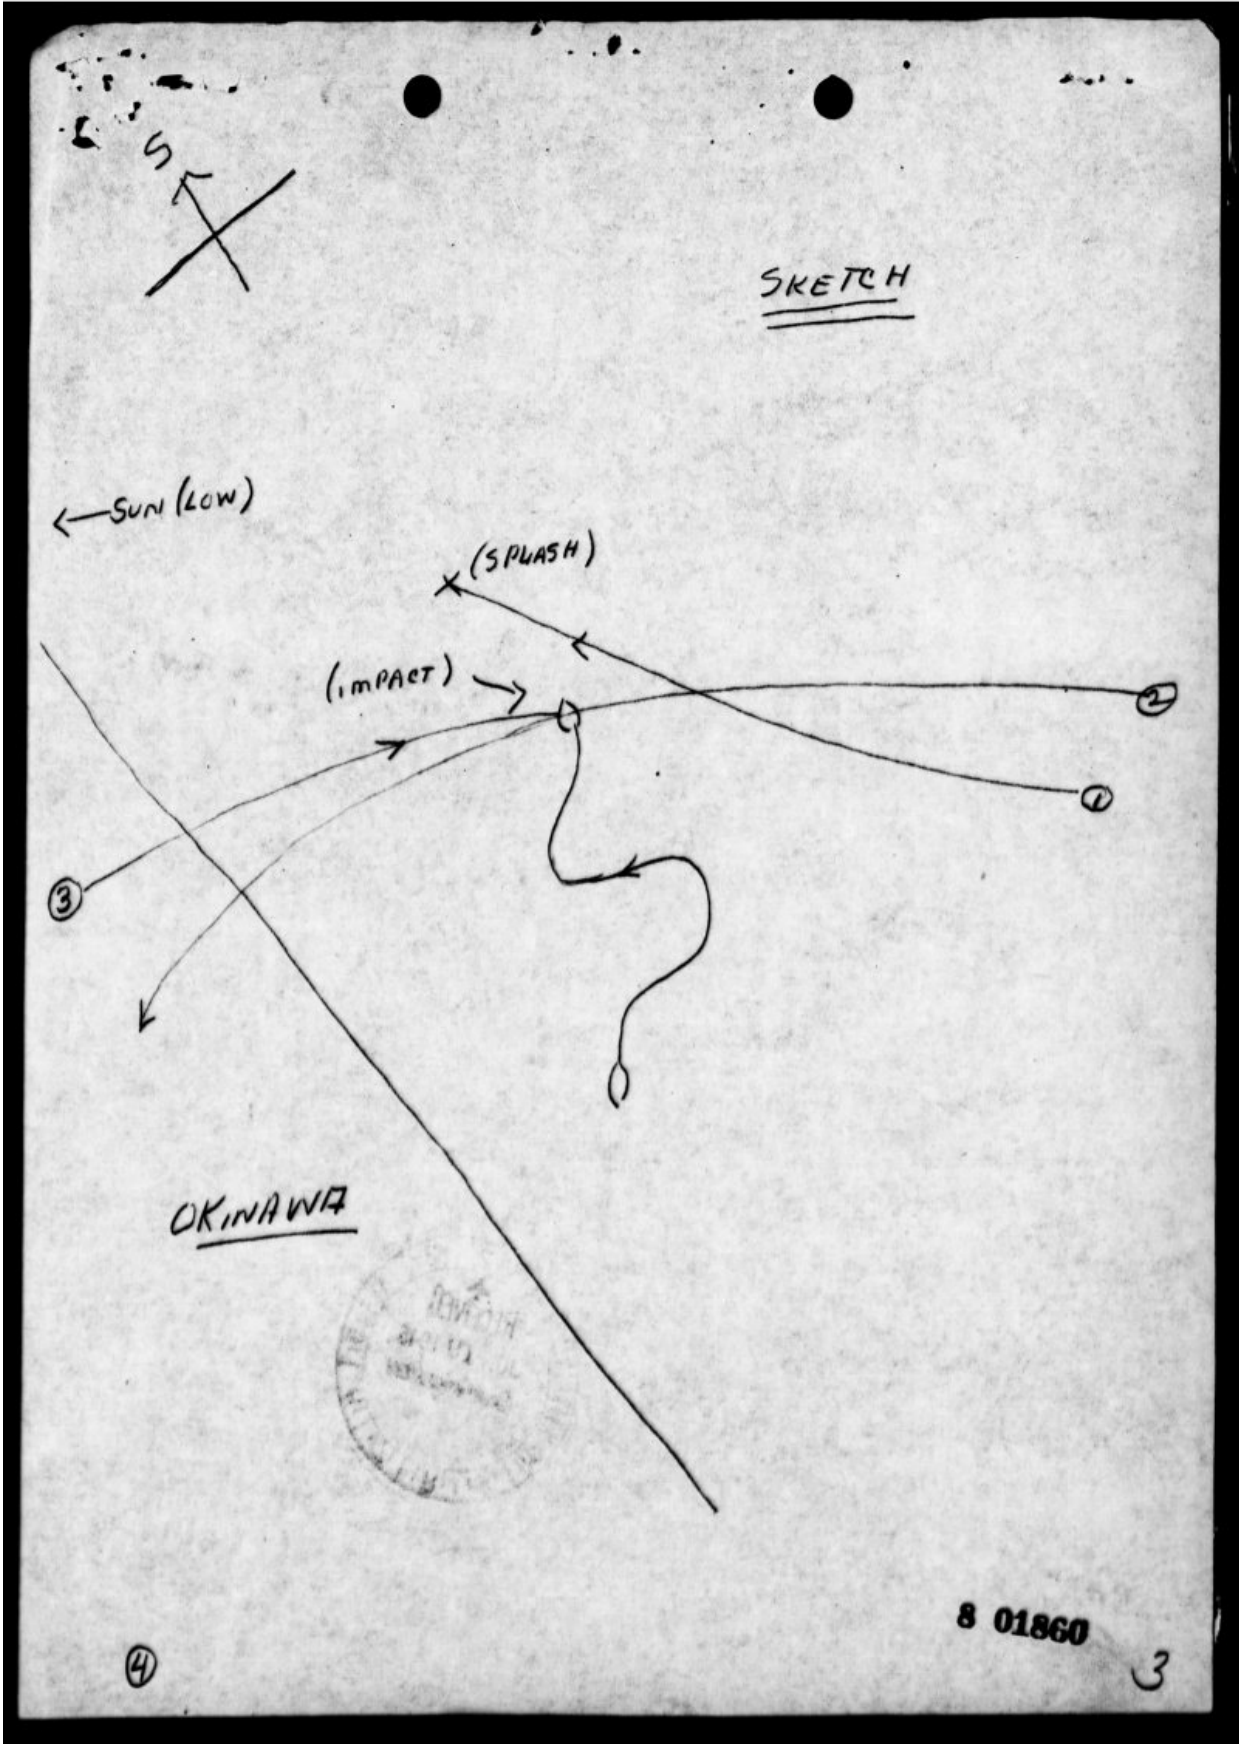 S
SKETCH
SUN (LOW)
(SPLASH)
(IMPACT)
2
1
3
OKINAWA
8 01860
4
3